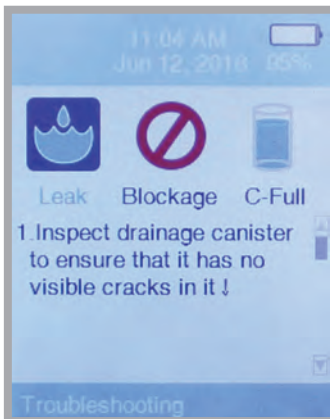 11:04 AM
Jun 12, 2018 95%
Leak Blockage C-Full
1.Inspect drainage canister
to ensure that it has no
visible cracks in it !
Troubleshooting